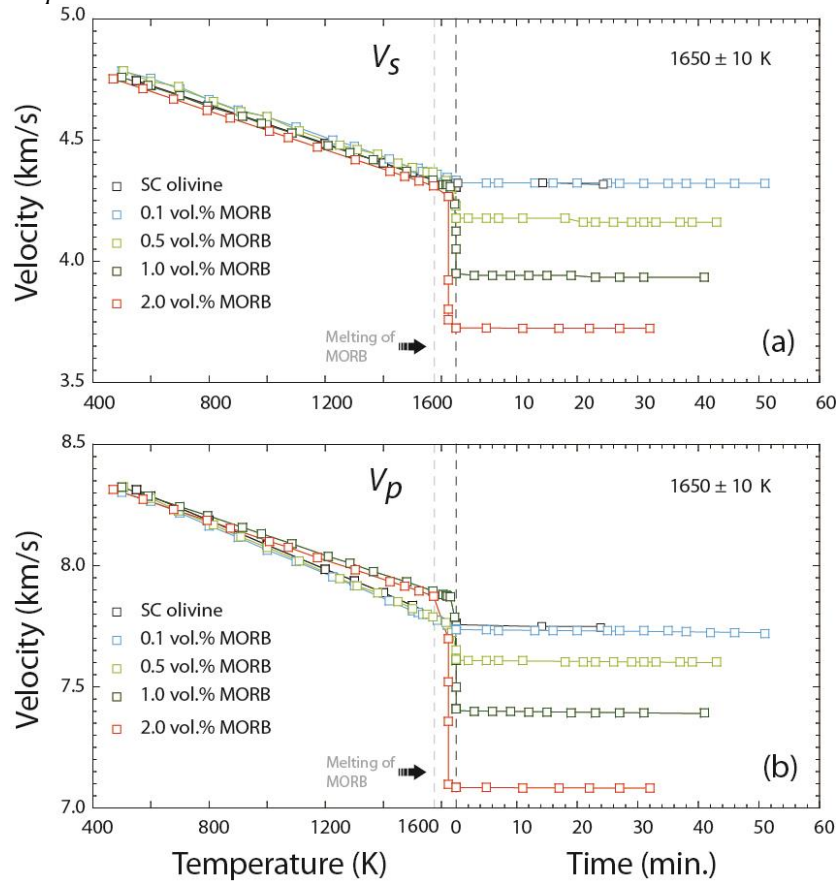 p
5.0
Vs
1650 ± 10 K
4.5
SC olivine
0.1 vol.% MORB
0.5 vol.% MORB
1.0 vol.% MORB
2.0 vol.% MORB
4.0
Velocity (km/s)
Melting of
MORB
(a)
3.5
400 800 1200 1600 10 20 30 40 50 60
8.5
Vp
1650 ± 10 K
8.0
SC olivine
0.1 vol.% MORB
0.5 vol.% MORB
1.0 vol.% MORB
2.0 vol.% MORB
7.5
Velocity (km/s)
Melting of
MORB
(b)
7.0
400 800 1200 1600 0 10 20 30 40 50 60
Temperature (K) Time (min.)